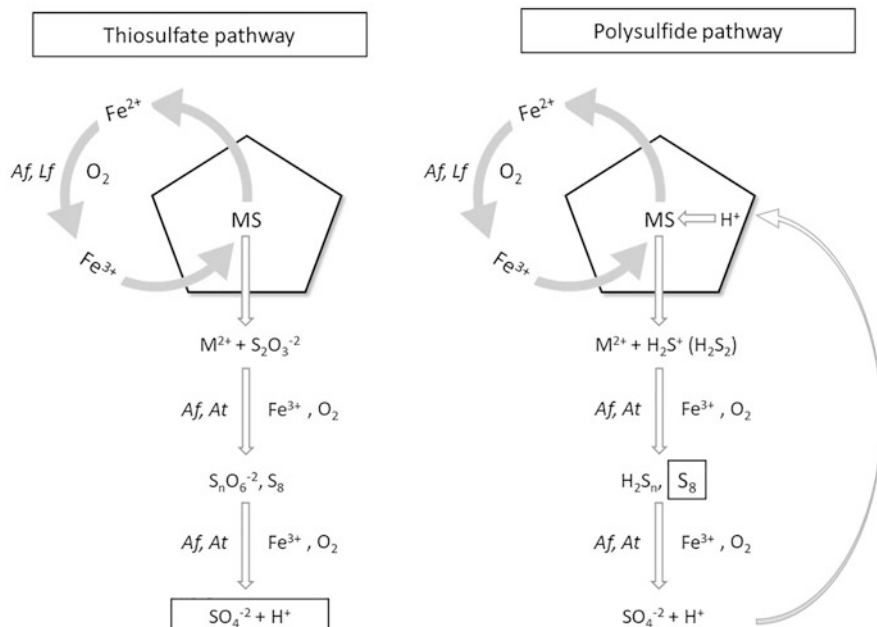 Thiosulfate pathway
Fe²⁺
Af, Lf O₂
MS
Fe³⁺
M²⁺ + S₂O₃⁻²
Af, At Fe³⁺ , O₂
SₙO₆⁻², S₈
Af, At Fe³⁺ , O₂
SO₄⁻² + H⁺
Polysulfide pathway
Fe²⁺
Af, Lf O₂
MS H⁺
Fe³⁺
M²⁺ + H₂S⁺ (H₂S₂)
Af, At Fe³⁺ , O₂
H₂Sₙ, S₈
Af, At Fe³⁺ , O₂
SO₄⁻² + H⁺